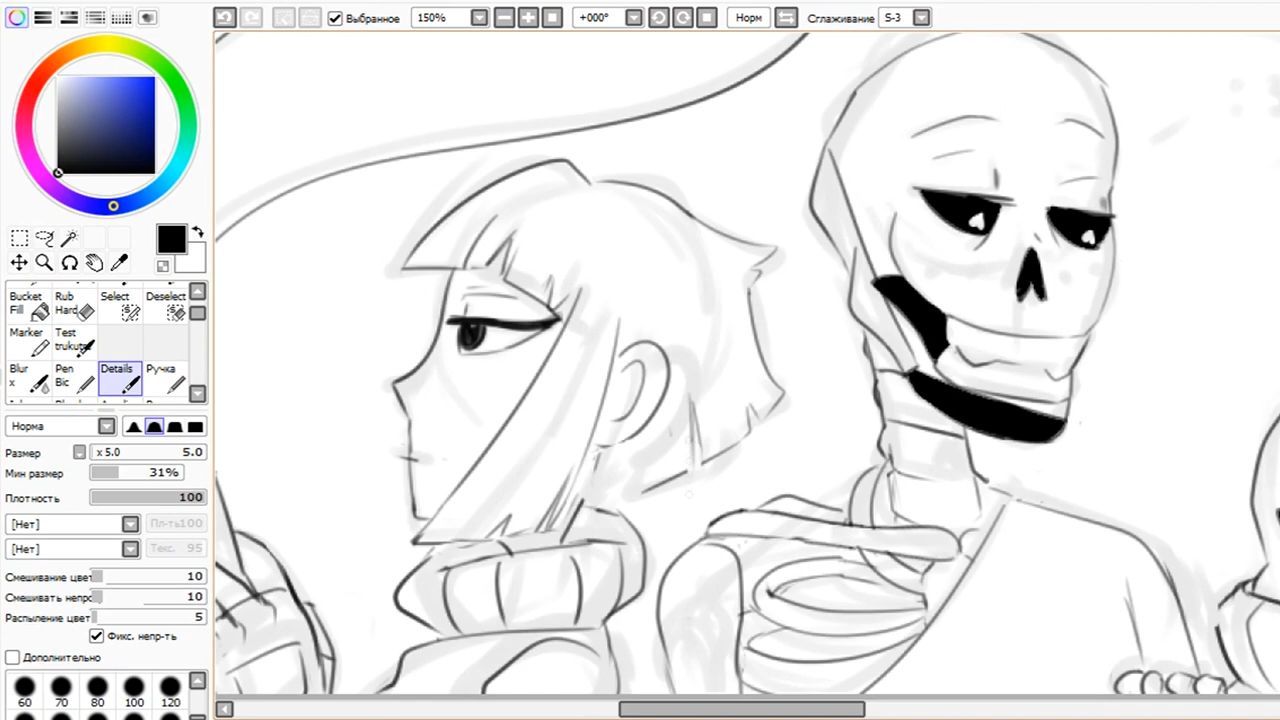 Выбранное 150% +000° Норм Сглаживание S-3
Bucket Fill Rub Hard Select Deselect
Marker Test trukut
Blur x Pen Bic Details Ручка
Норма
Размер x 5.0 5.0
Мин размер 31%
Плотность 100
[Нет] Пл-ть100
[Нет] Текс. 95
Смешивание цвет 10
Смешивать непро 10
Распыление цвет 5
Фикс. непр-ть
Дополнительно
60 70 80 100 120